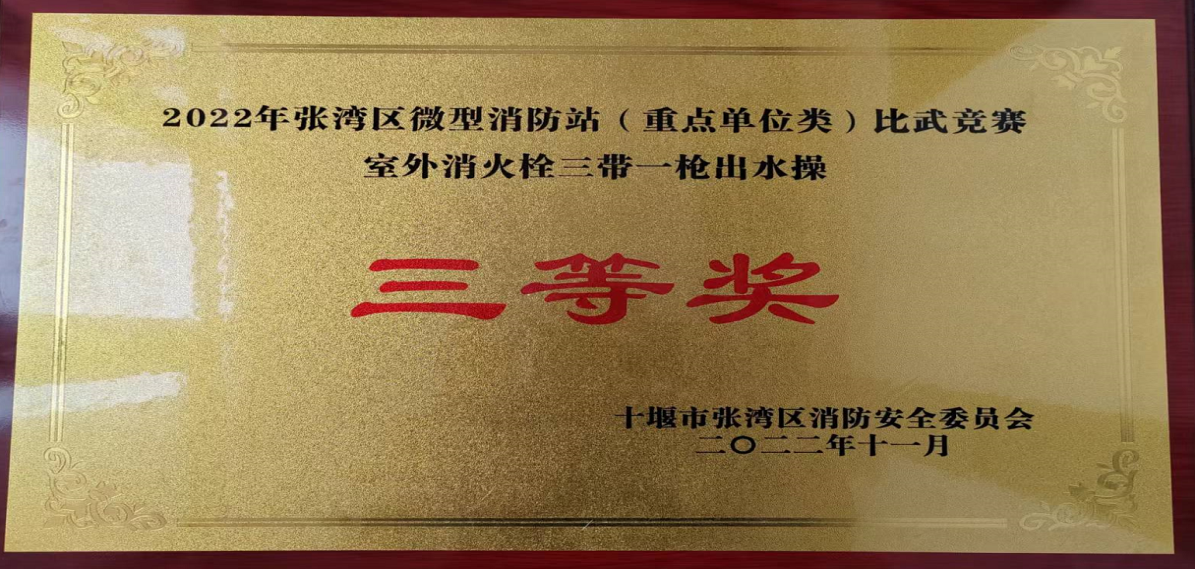 2022年张湾区微型消防站（重点单位类）比武竞赛
室外消火栓三带一枪出水操
三等奖
十堰市张湾区消防安全委员会
二〇二二年十一月